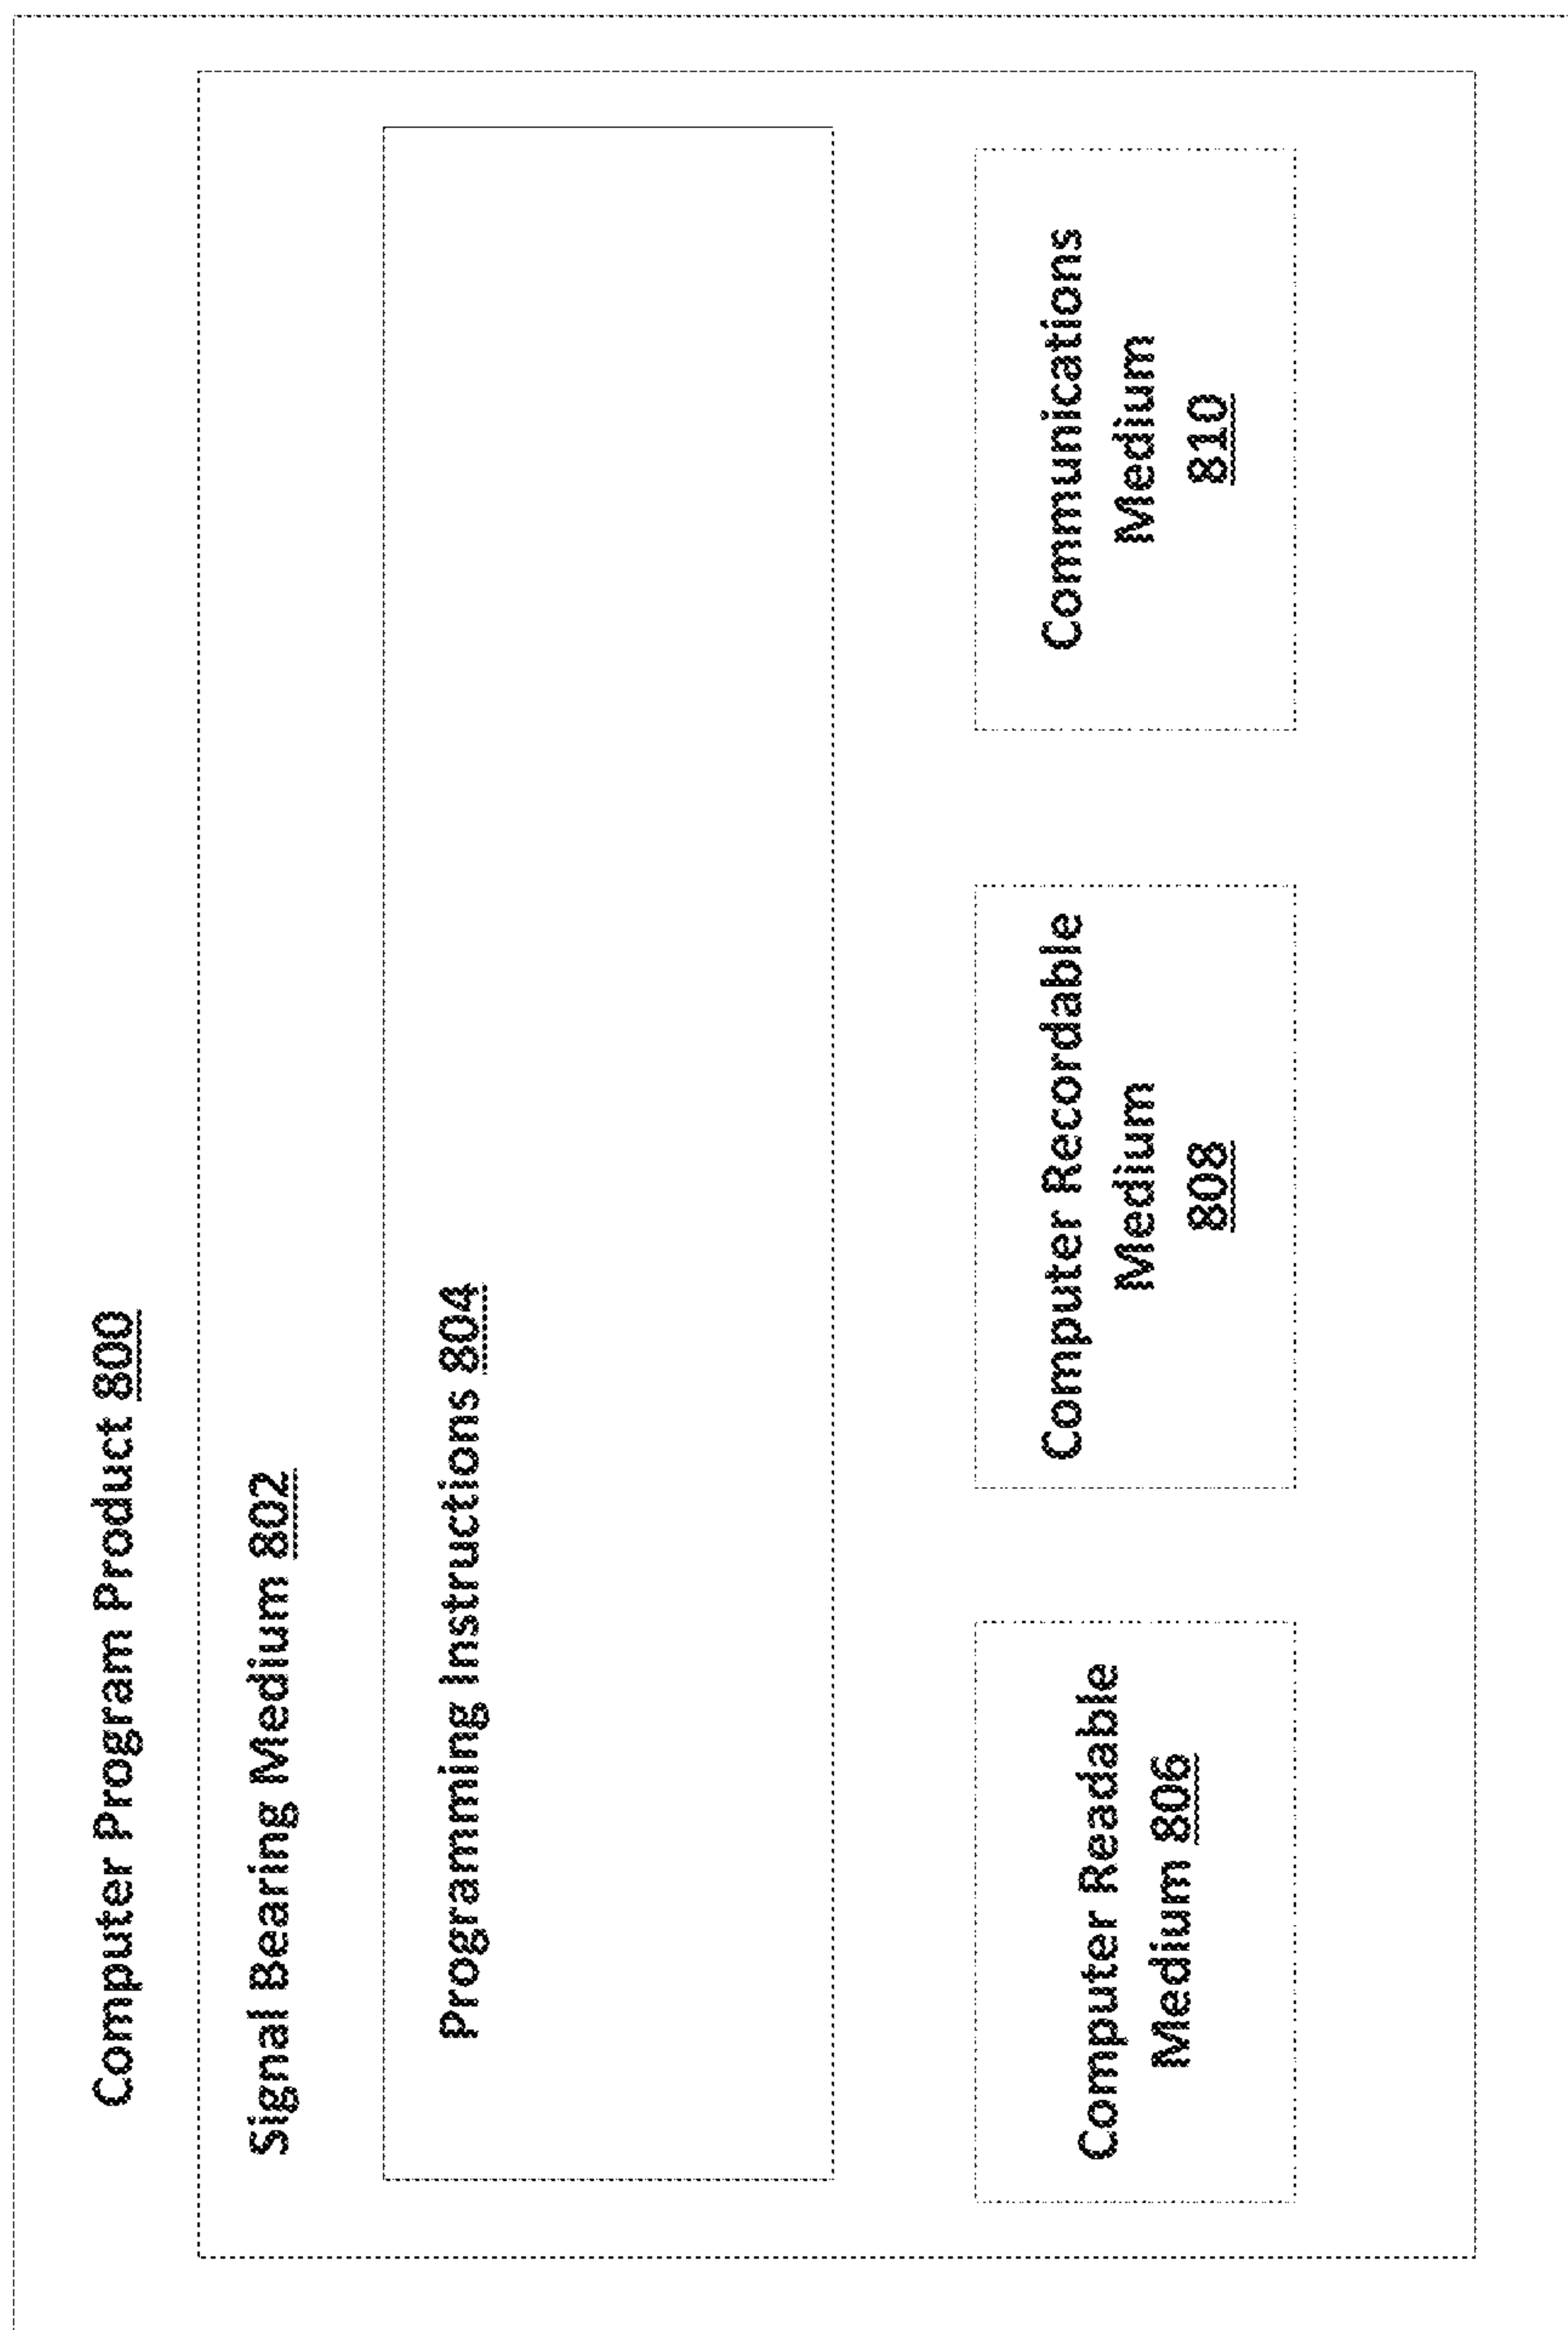 Computer Program Product 800
Signal Bearing Medium 802
Programming Instructions 804
Computer Readable
Medium 806
Computer Recordable
Medium
808
Communications
Medium
810